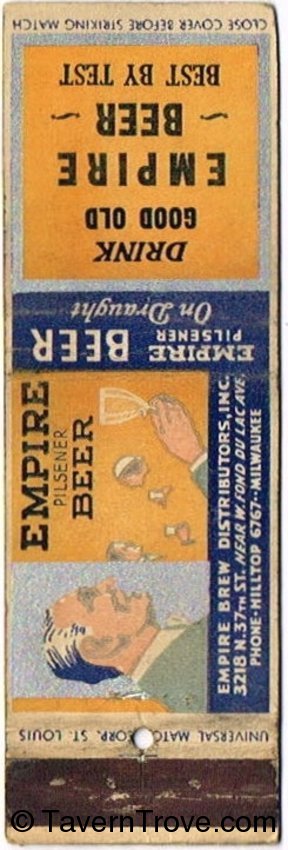 CLOSE COVER BEFORE STRIKING MATCH
DRINK
GOOD OLD
EMPIRE
~ BEER ~
BEST BY TEST
EMPIRE
PILSENER
BEER
On Draught
EMPIRE
PILSENER
BEER
EMPIRE BREW DISTRIBUTORS, INC.
3218 N. 37TH ST. NEAR W. FOND DU LAC AVE.
PHONE-HILLTOP 6767-MILWAUKEE
UNIVERSAL MATCH CORP. ST. LOUIS
© TavernTrove.com